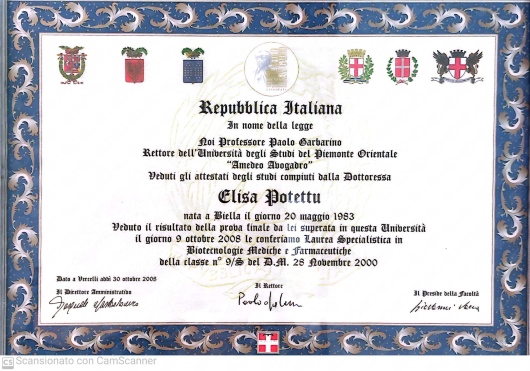 Repubblica Italiana
In nome della legge
Noi Professore Paolo Garbarino
Rettore dell'Università degli Studi del Piemonte Orientale
"Amedeo Avogadro"
Veduti gli attestati degli studi compiuti dalla Dottoressa
Elisa Potettu
nata a Biella il giorno 20 maggio 1983
Veduto il risultato della prova finale da lei superata in questa Università
il giorno 9 ottobre 2008 le conferiamo Laurea Specialistica in
Biotecnologie Mediche e Farmaceutiche
della classe n° 9/S del D.M. 28 Novembre 2000
Dato a Vercelli addì 30 ottobre 2008
Il Direttore Amministrativo
Il Rettore
Il Preside della Facoltà
CS Scansionato con CamScanner